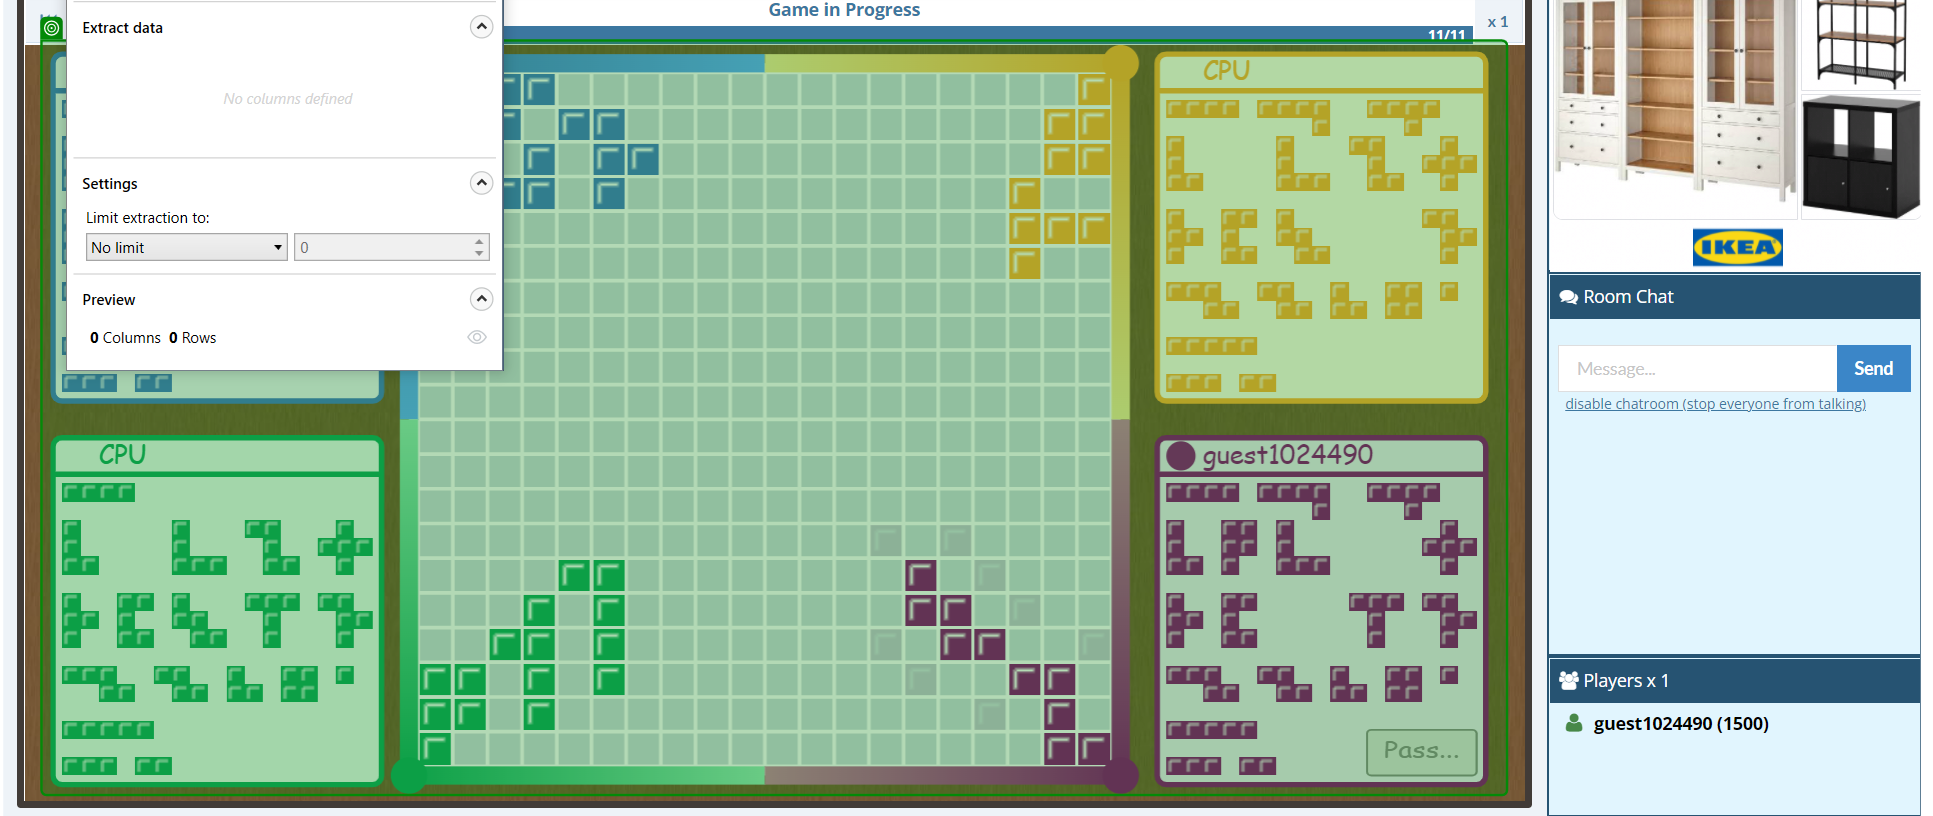 Game in Progress
x 1
11/11
Extract data
No columns defined
Settings
Limit extraction to:
No limit
0
Preview
0 Columns 0 Rows
CPU
CPU
guest1024490
Pass...
IKEA
Room Chat
Message...
Send
disable chatroom (stop everyone from talking)
Players x 1
guest1024490 (1500)